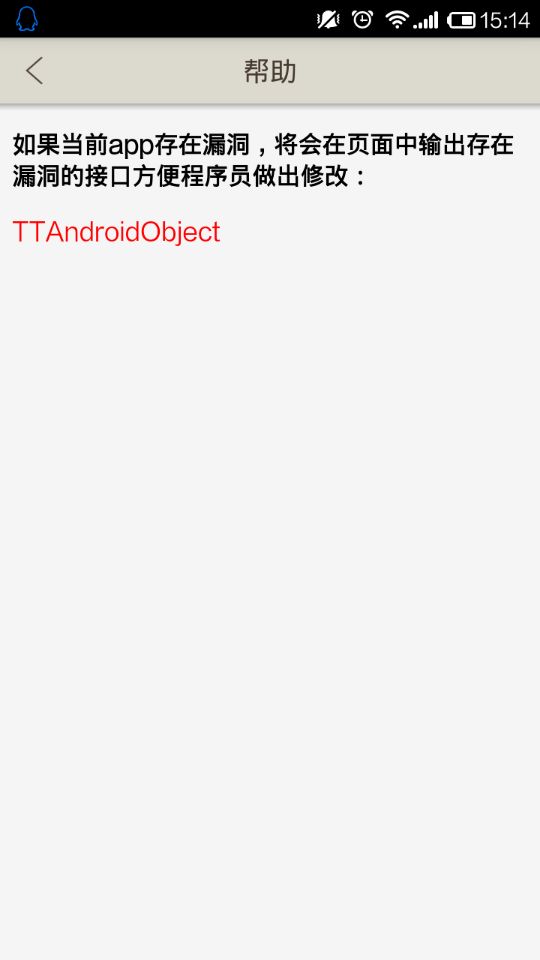 15:14
帮助
如果当前app存在漏洞，将会在页面中输出存在
漏洞的接口方便程序员做出修改：
TTAndroidObject